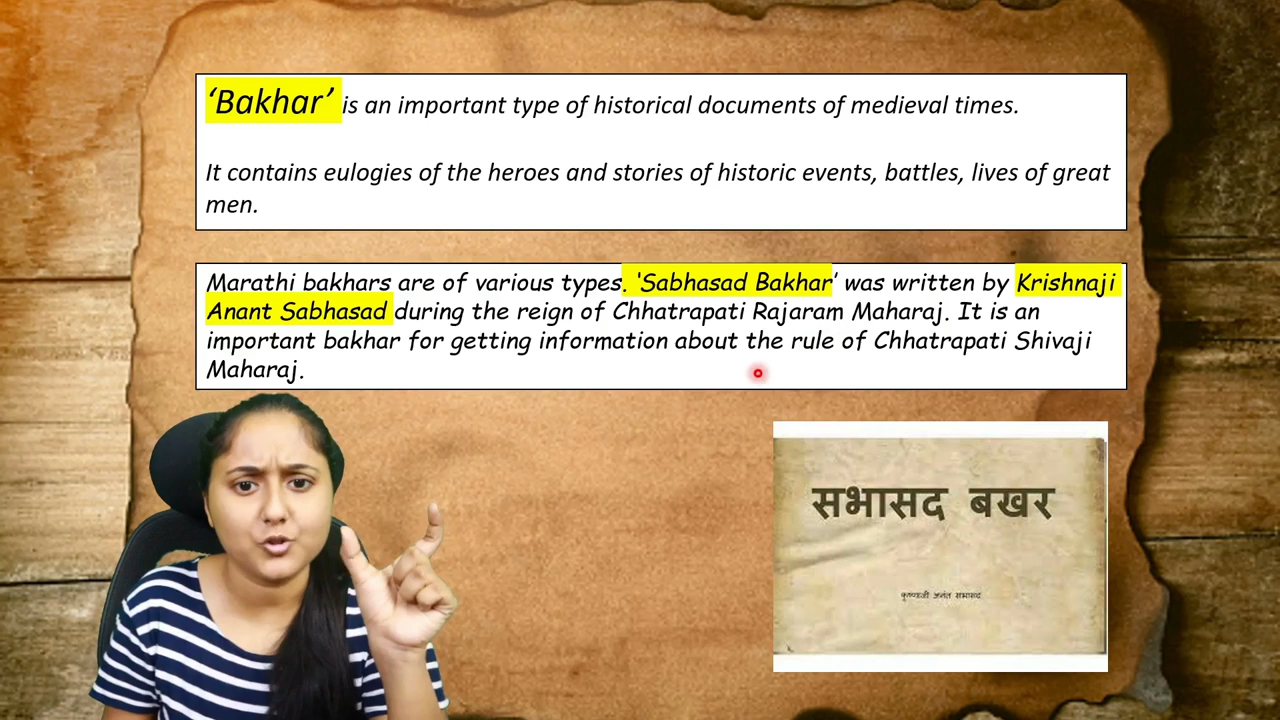 ‘Bakhar’ is an important type of historical documents of medieval times.
It contains eulogies of the heroes and stories of historic events, battles, lives of great
men.
Marathi bakhars are of various types. 'Sabhasad Bakhar' was written by Krishnaji
Anant Sabhasad during the reign of Chhatrapati Rajaram Maharaj. It is an
important bakhar for getting information about the rule of Chhatrapati Shivaji
Maharaj.
सभासद बखर
कृष्णाजी अनंत सभासद